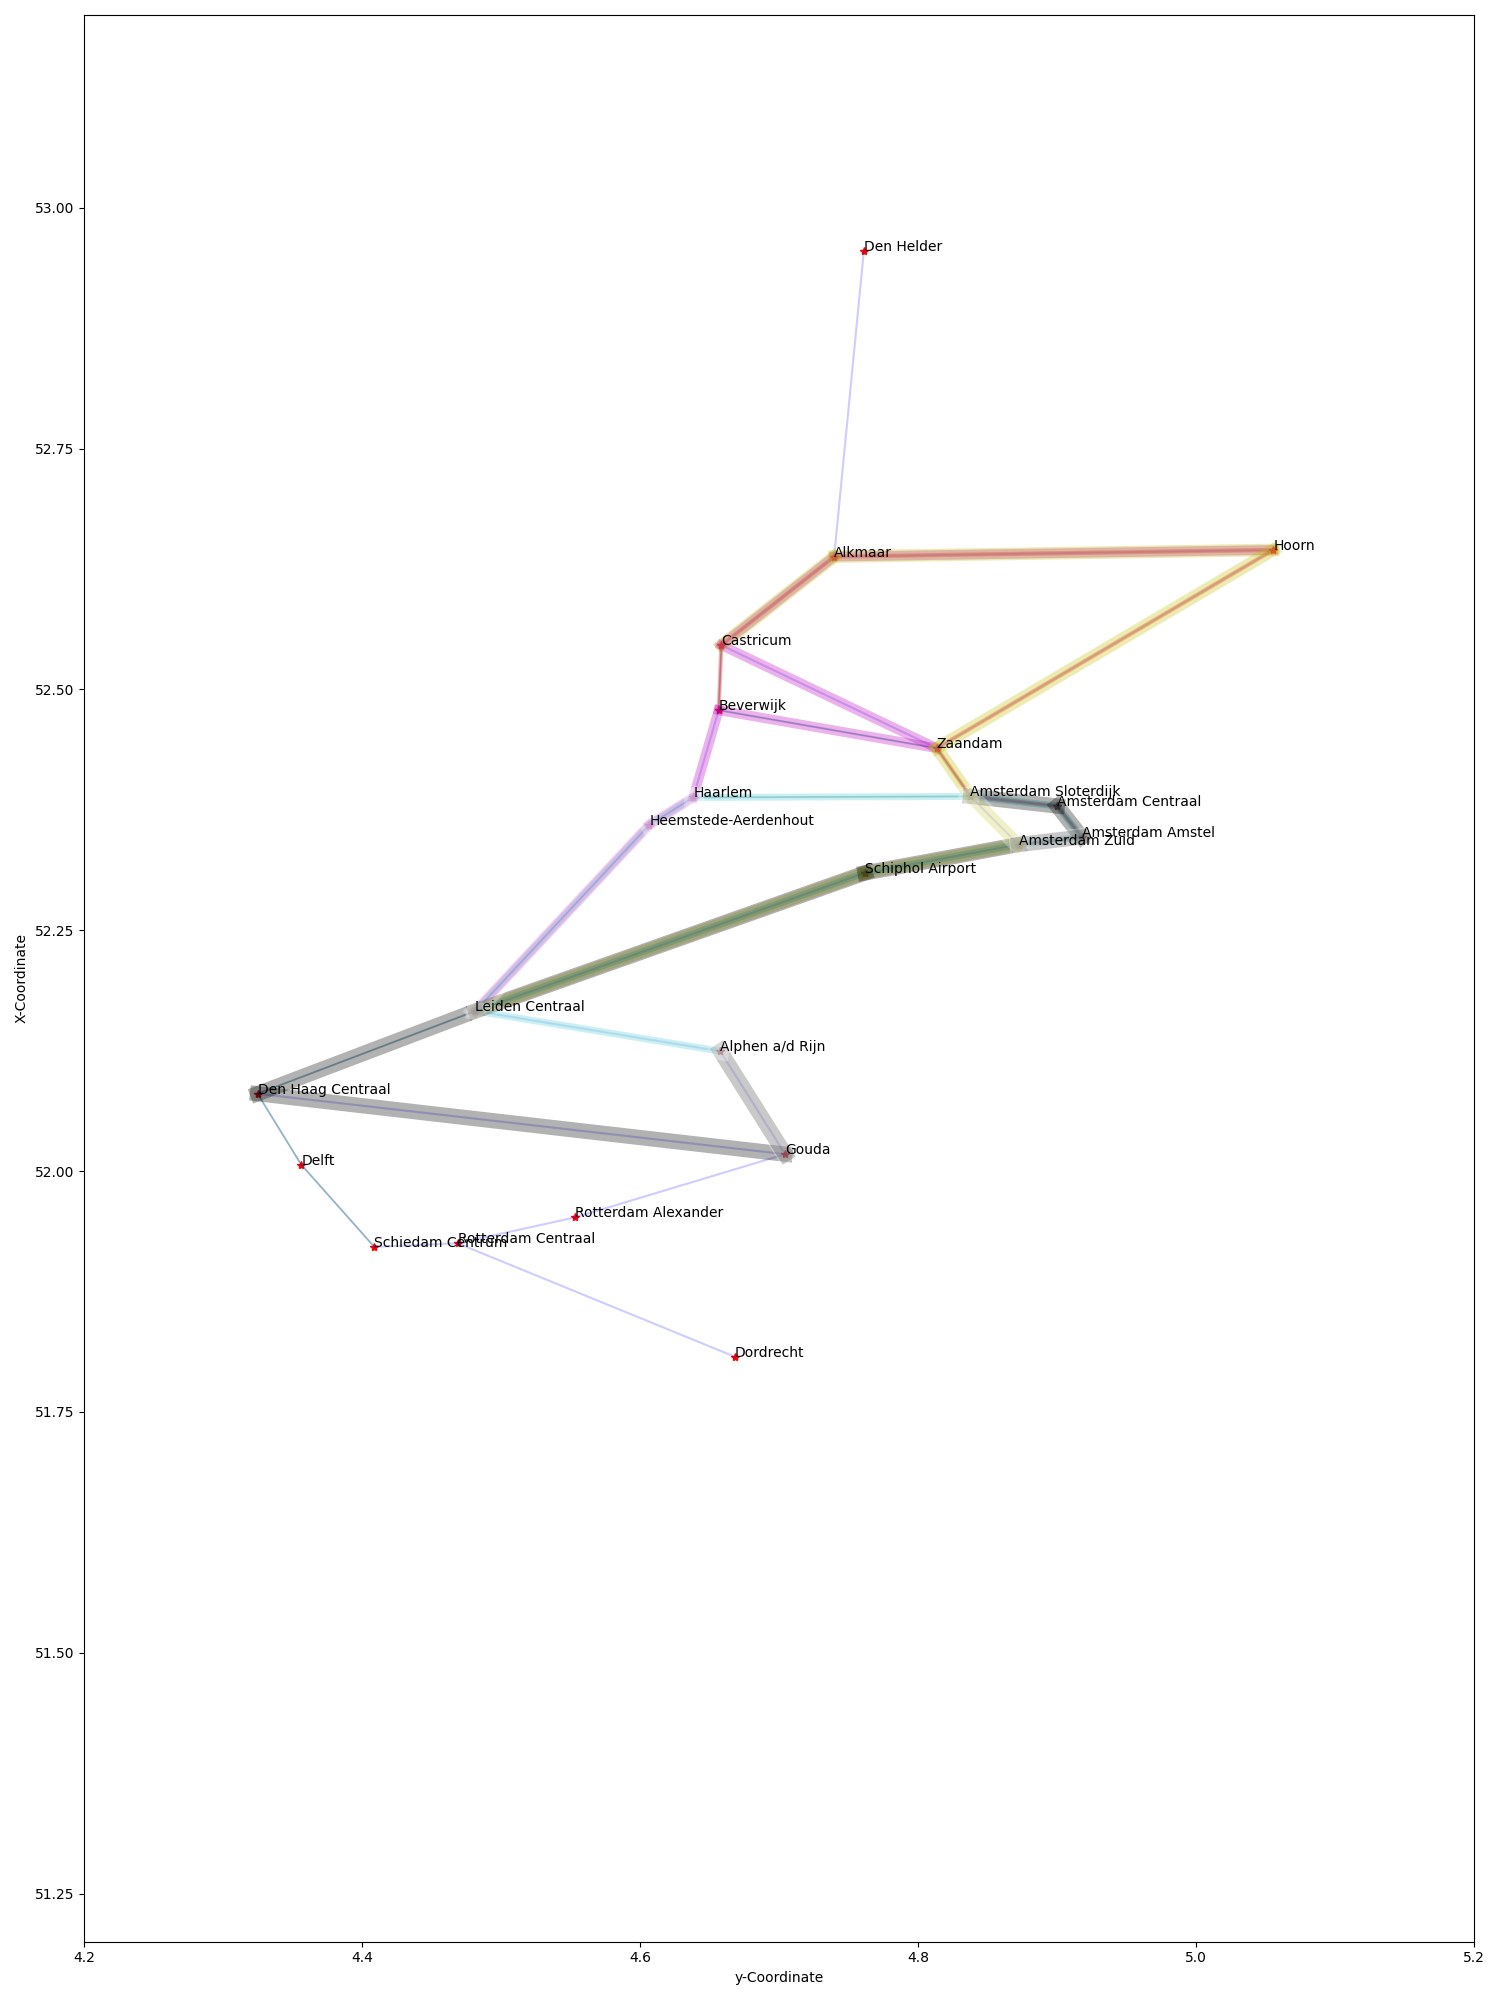 53.00
Den Helder
52.75
Alkmaar
Hoorn
Castricum
52.50
Beverwijk
Zaandam
Haarlem
Amsterdam Sloterdijk
Amsterdam Centraal
Heemstede-Aerdenhout
Amsterdam Amstel
Amsterdam Zuid
Schiphol Airport
52.25
X-Coordinate
Leiden Centraal
Alphen a/d Rijn
Den Haag Centraal
Gouda
Delft
52.00
Rotterdam Alexander
Schiedam Centrum
Rotterdam Centraal
Dordrecht
51.75
51.50
51.25
4.2
4.4
4.6
4.8
5.0
5.2
y-Coordinate